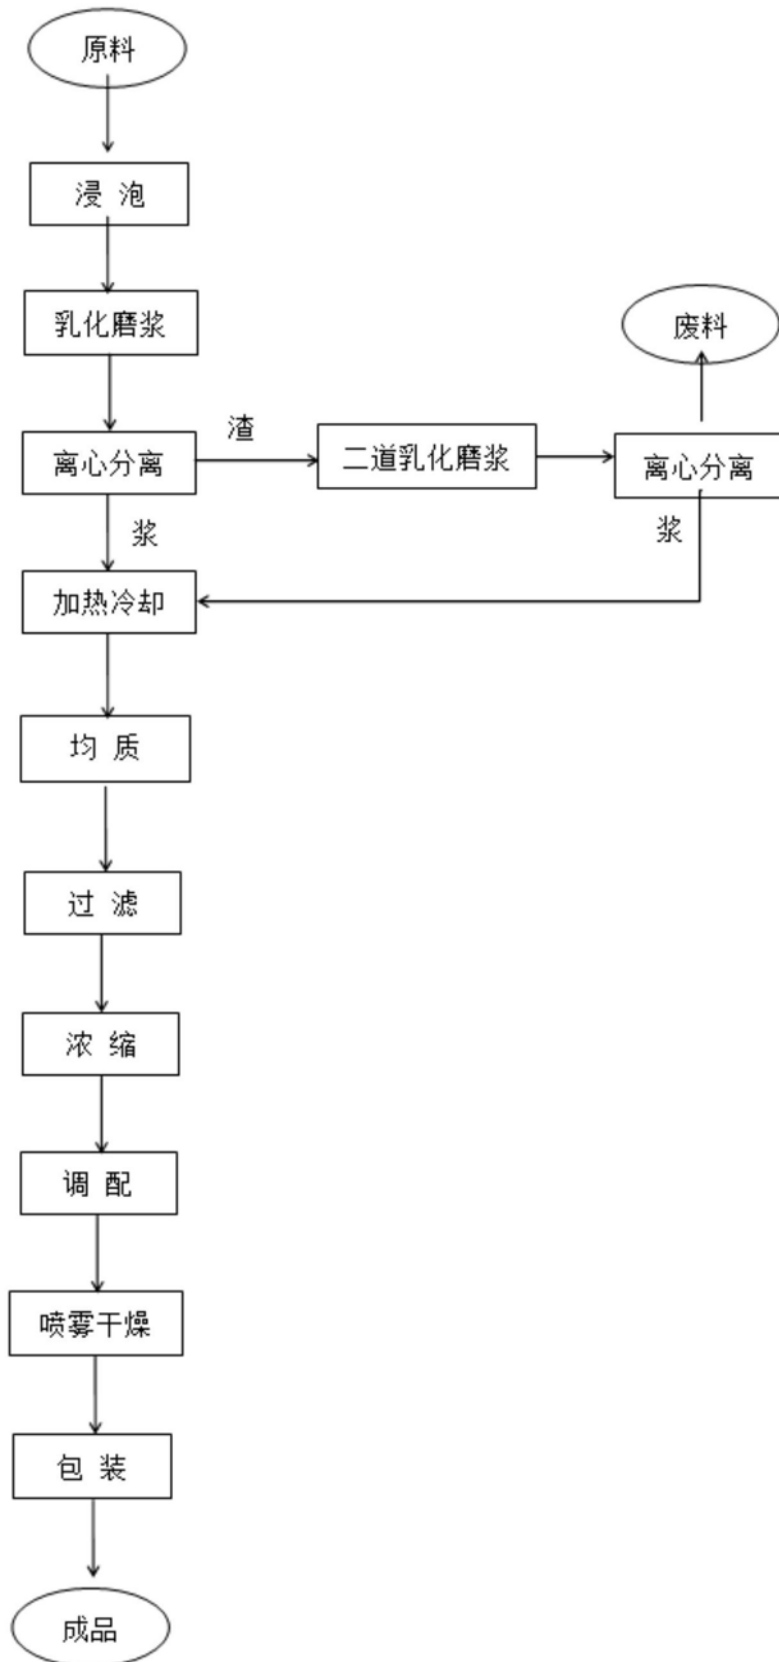 原料
浸 泡
乳化磨浆
废料
渣
离心分离
二道乳化磨浆
离心分离
浆
浆
加热冷却
均 质
过 滤
浓 缩
调 配
喷雾干燥
包 装
成品